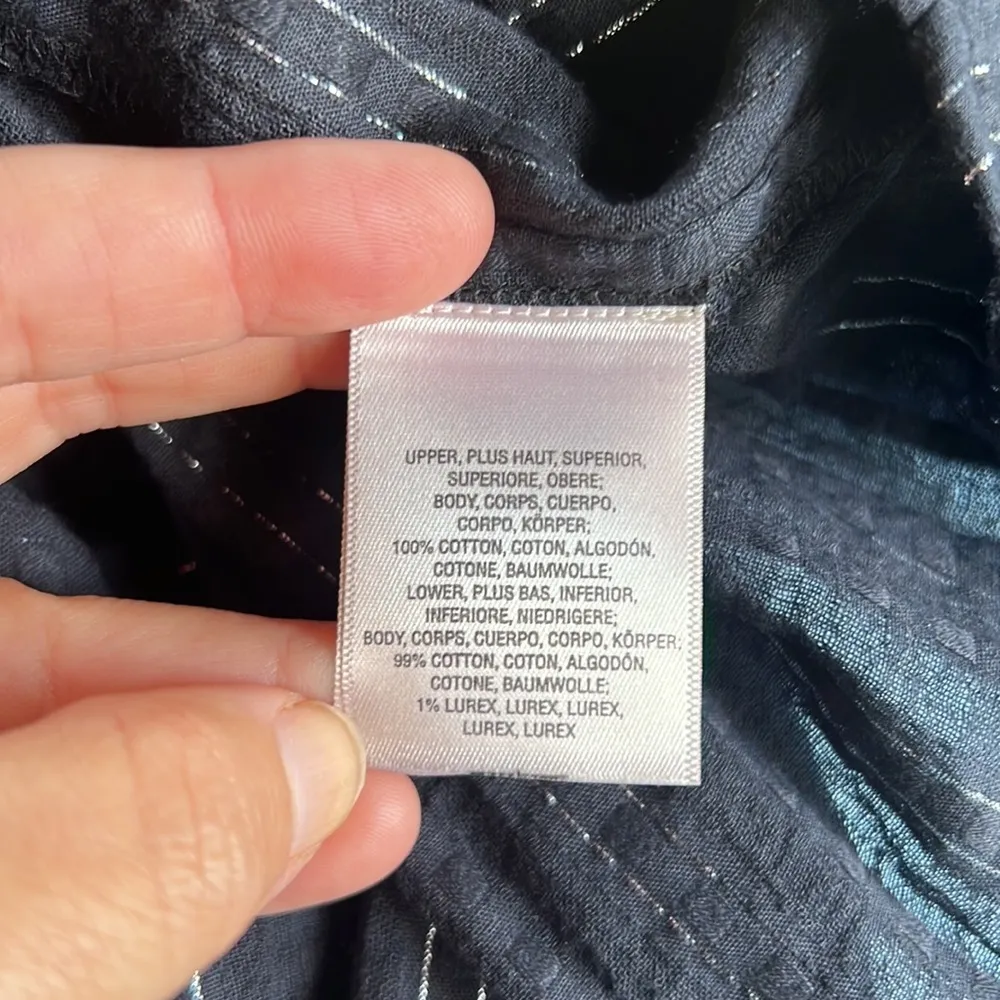 UPPER, PLUS HAUT, SUPERIOR,
SUPERIORE, OBERE;
BODY, CORPS, CUERPO,
CORPO, KÖRPER;
100% COTTON, COTON, ALGODÓN,
COTONE, BAUMWOLLE;
LOWER, PLUS BAS, INFERIOR,
INFERIORE, NIEDRIGERE;
BODY, CORPS, CUERPO, CORPO, KÖRPER;
99% COTTON, COTON, ALGODÓN,
COTONE, BAUMWOLLE;
1% LUREX, LUREX, LUREX,
LUREX, LUREX